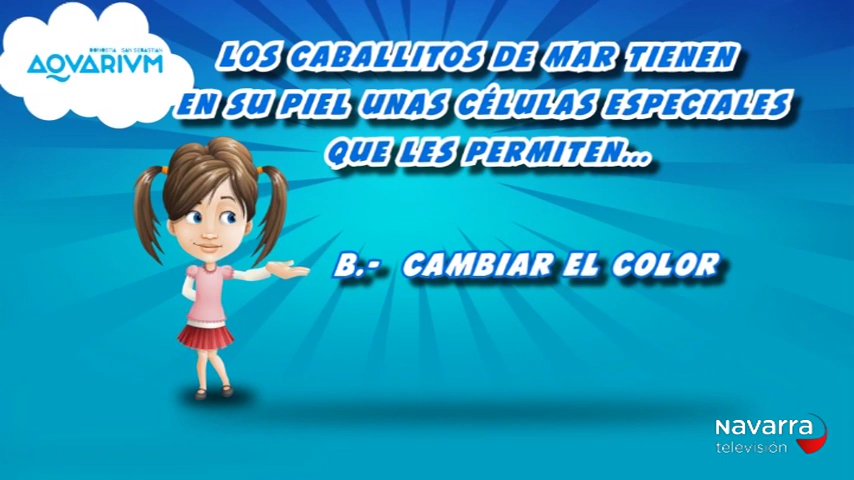 DONOSTIA SAN SEBASTIAN
AQVARIVM
LOS CABALLITOS DE MAR TIENEN
EN SU PIEL UNAS CÉLULAS ESPECIALES
QUE LES PERMITEN...
B.- CAMBIAR EL COLOR
NAVARRA
televisión